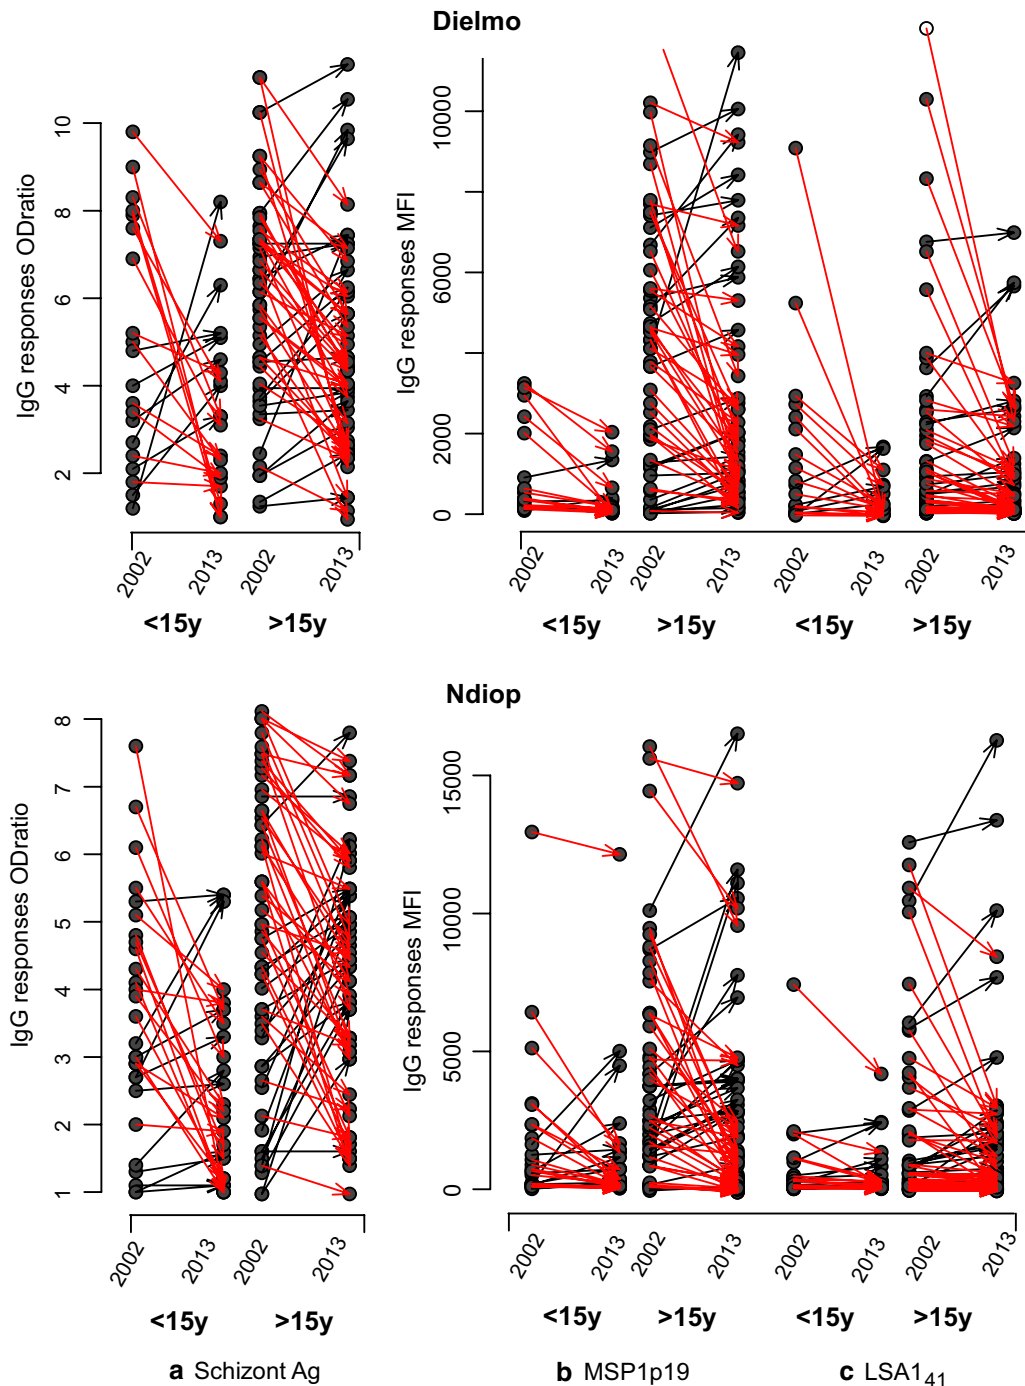 Dielmo
IgG responses ODratio
10
8
6
4
2
2002
2013
2002
2013
<15y
>15y
IgG responses MFI
10000
6000
2000
0
2002
2013
2002
2013
2002
2013
2002
2013
<15y
>15y
<15y
>15y
Ndiop
IgG responses ODratio
8
7
6
5
4
3
2
1
2002
2013
2002
2013
<15y
>15y
IgG responses MFI
15000
10000
5000
0
2002
2013
2002
2013
2002
2013
2002
2013
<15y
>15y
<15y
>15y
a Schizont Ag
b MSP1p19
c LSA1₄₁